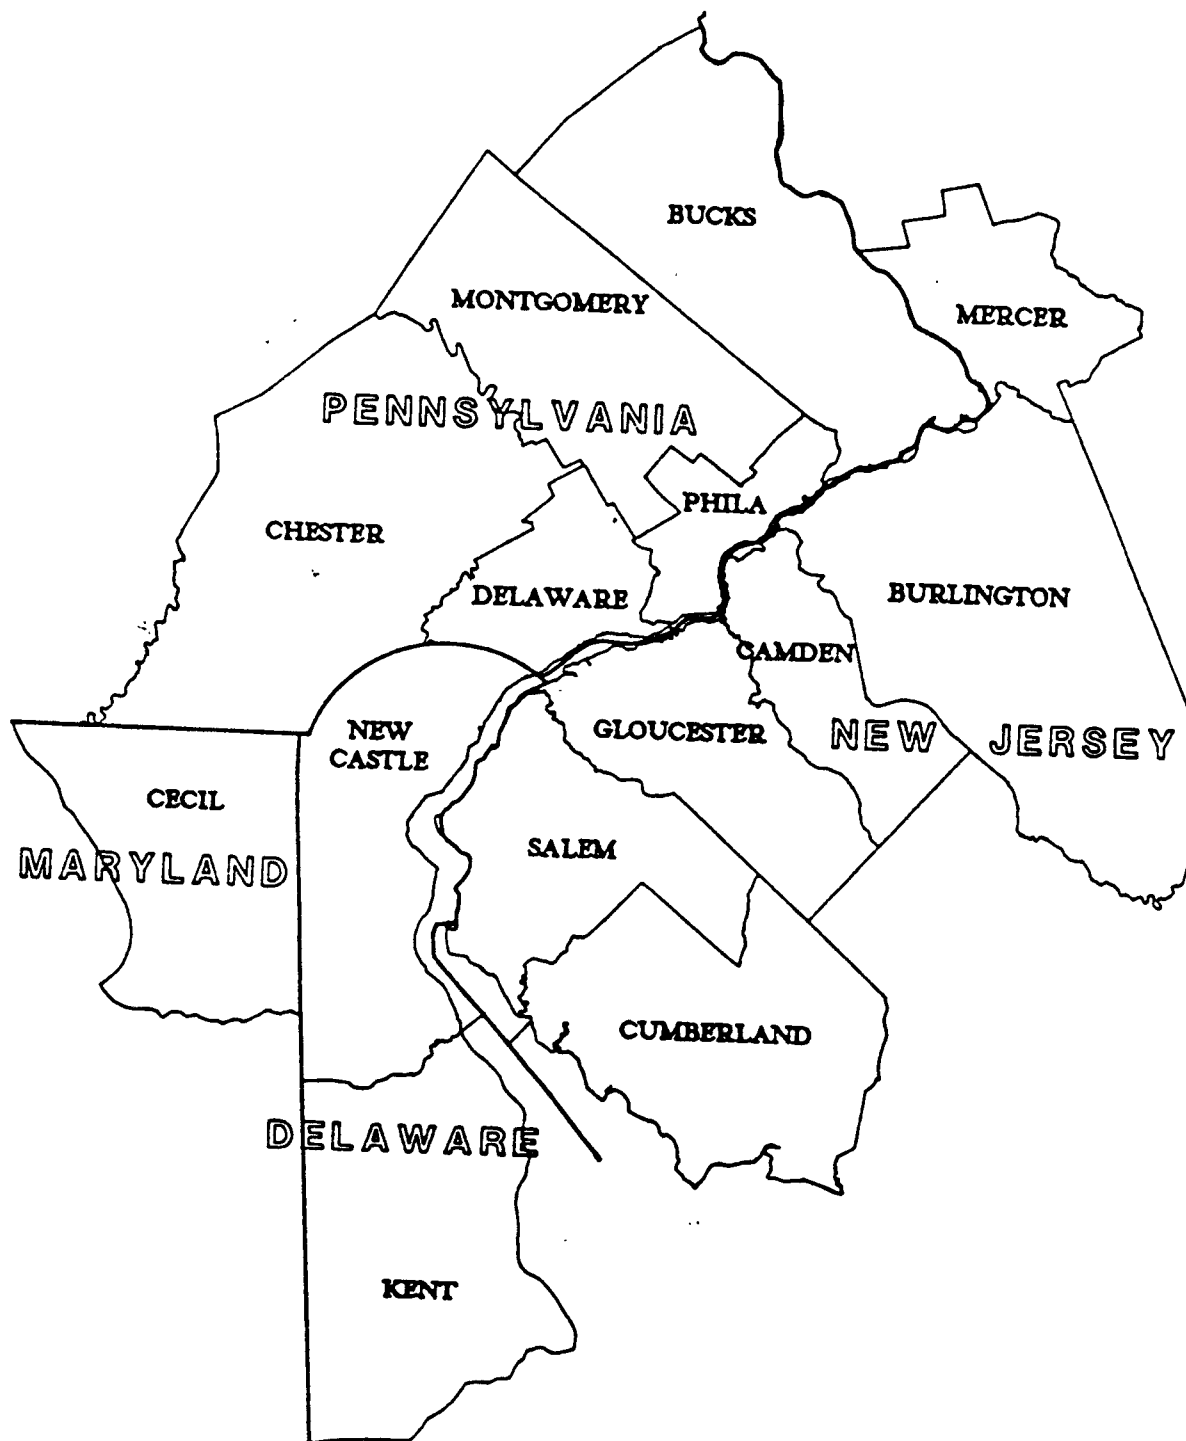 BUCKS
MONTGOMERY
MERCER
PENNSYLVANIA
PHILA
CHESTER
DELAWARE
BURLINGTON
CAMDEN
NEW
CASTLE
GLOUCESTER
NEW JERSEY
CECIL
MARYLAND
SALEM
CUMBERLAND
DELAWARE
KENT